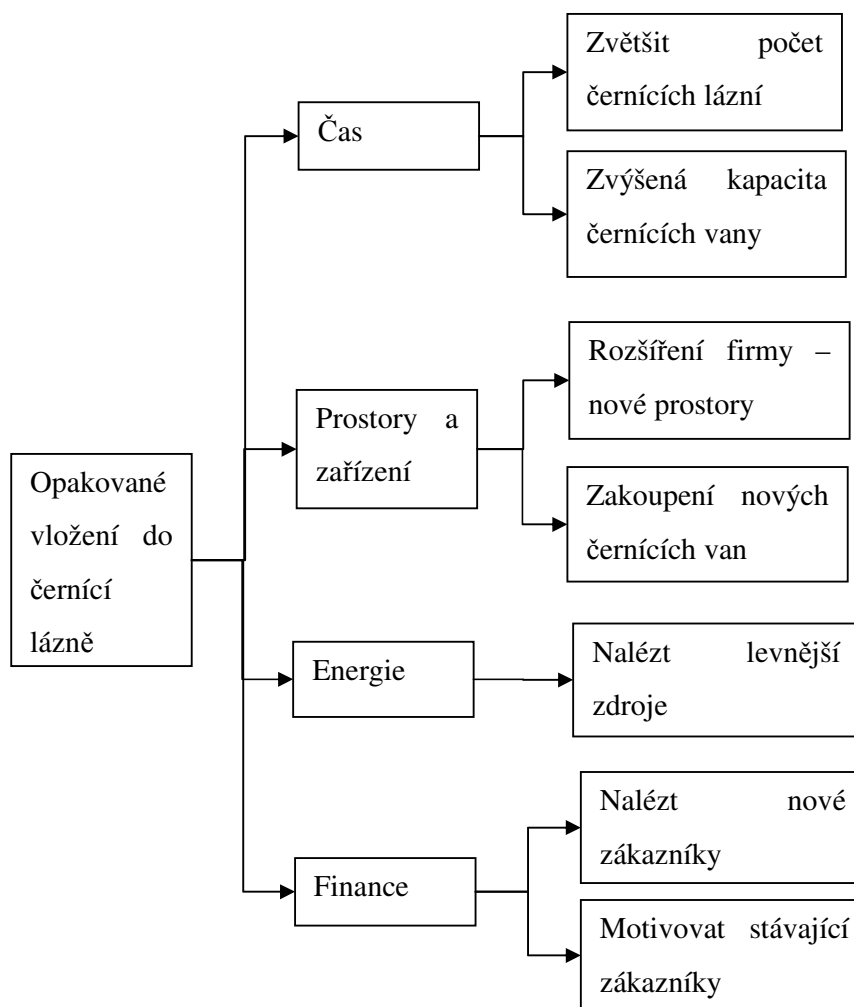 Opakované
vložení do
černící
lázně
Čas
Zvětšit počet
černících lázní
Zvýšená kapacita
černících vany
Prostory a
zařízení
Rozšíření firmy –
nové prostory
Zakoupení nových
černících van
Energie
Nalézt levnější
zdroje
Finance
Nalézt nové
zákazníky
Motivovat stávající
zákazníky